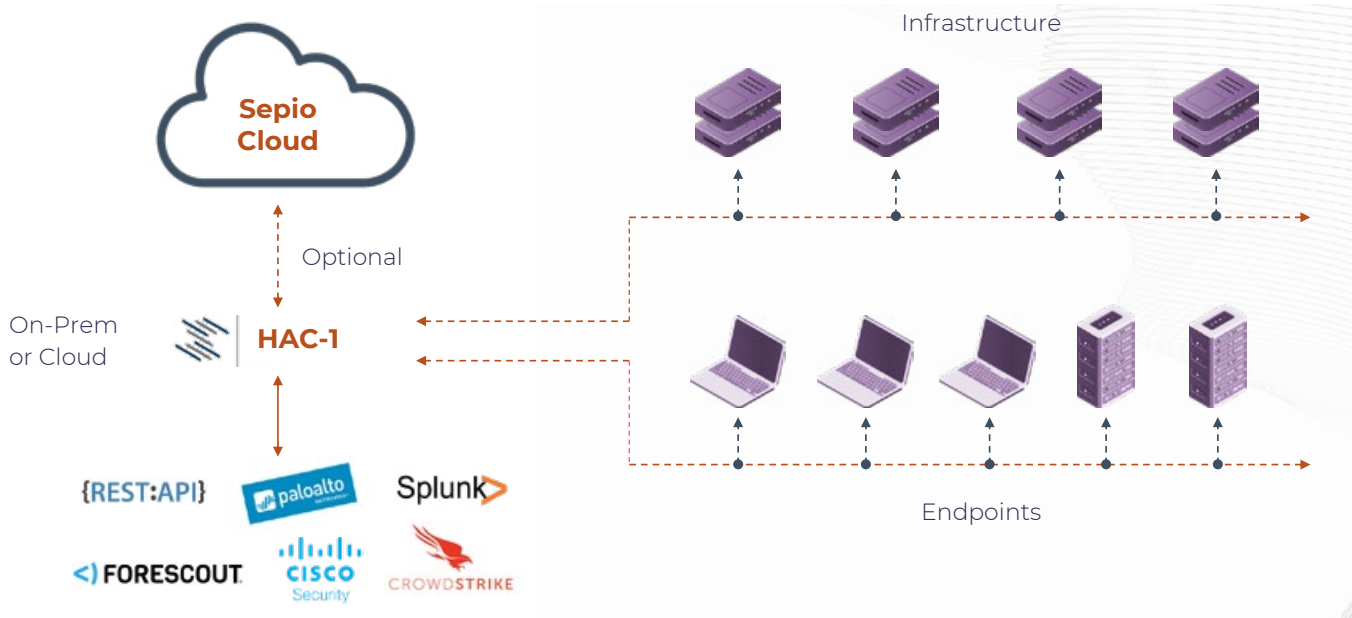 Infrastructure
Sepio
Cloud
Optional
On-Prem
or Cloud
HAC-1
{REST:API}
paloalto
NETWORKS
Splunk>
<) FORESCOUT.
CISCO
Security
CROWDSTRIKE
Endpoints